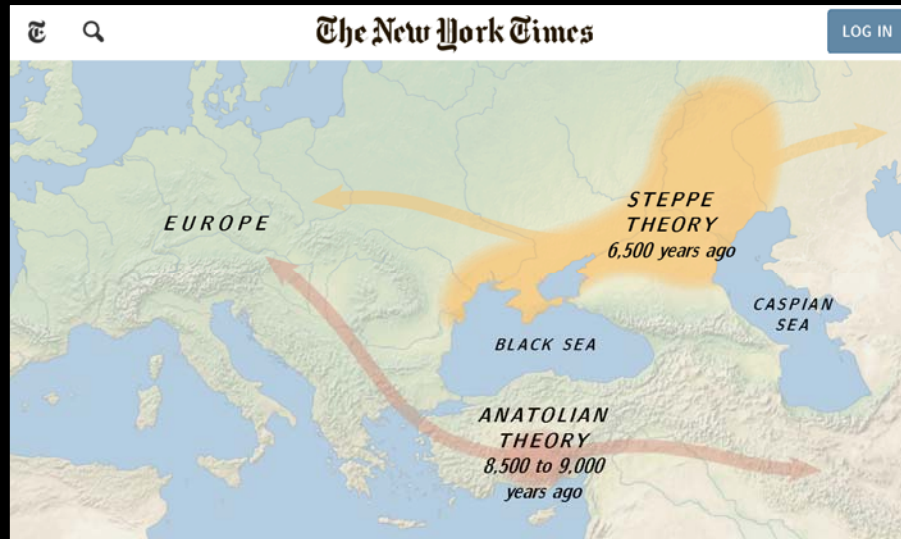 The New York Times
LOG IN
EUROPE
STEPPE
THEORY
6,500 years ago
CASPIAN
SEA
BLACK SEA
ANATOLIAN
THEORY
8,500 to 9,000
years ago